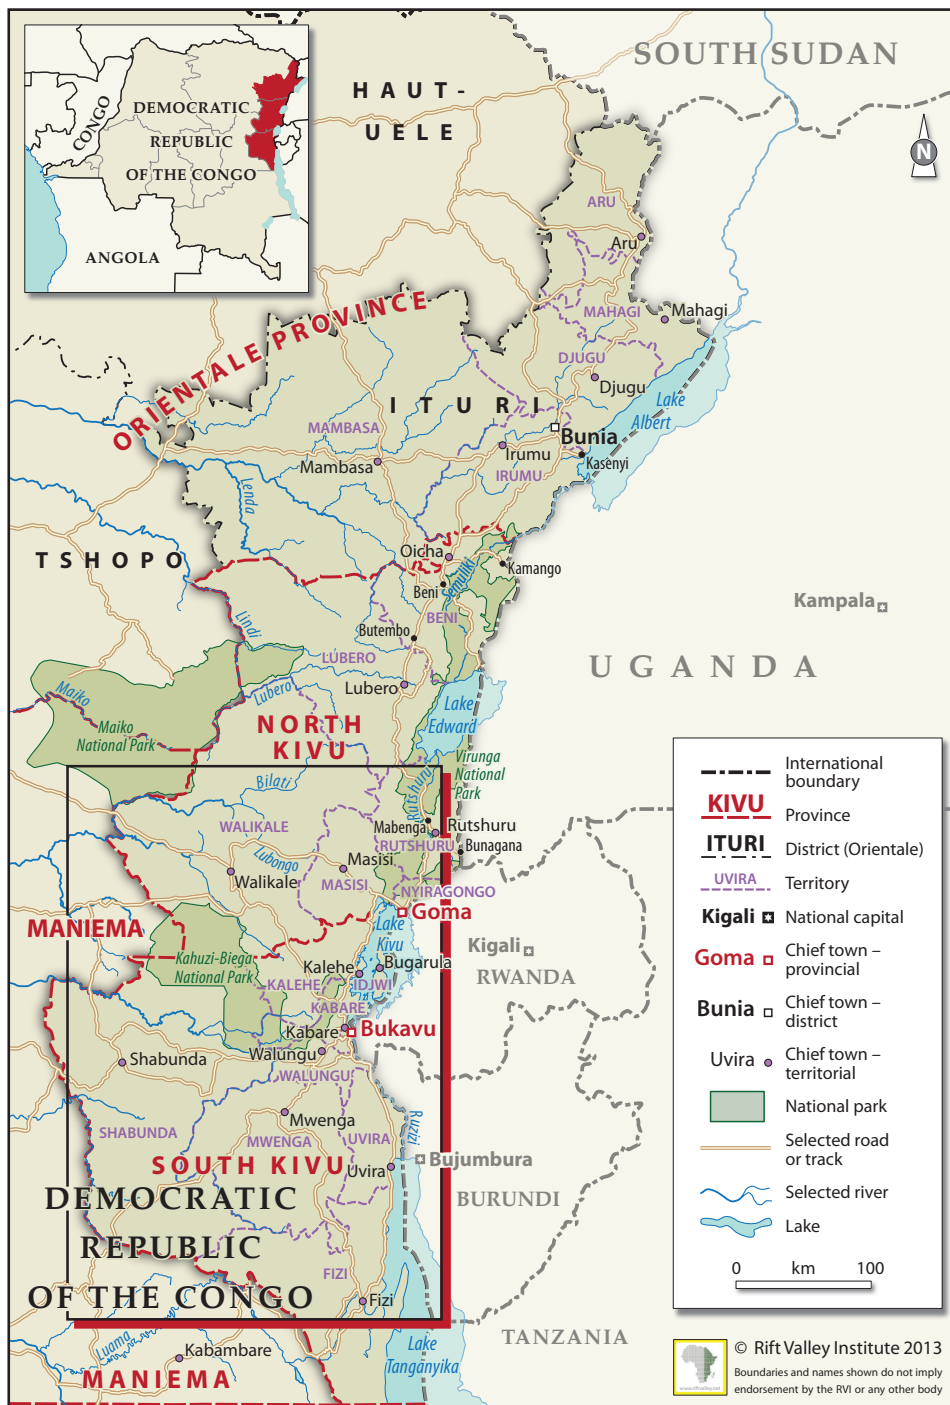 SOUTH SUDAN
HAUT-
UELE
DEMOCRATIC
REPUBLIC
OF THE CONGO
CONGO
ANGOLA
N
ARU
Aru
MAHAGI
Mahagi
ORIENTALE PROVINCE
DJUGU
Djugu
Lake
Albert
ITURI
MAMBASA
Bunia
Mambasa
Irumu
Kasenyi
IRUMU
Lenda
TSHOPO
Oicha
Kamango
Semuliki
Beni
BENI
Kampala
Lindi
Butembo
LUBERO
UGANDA
Lubero
Lubero
Maiko
Maiko
National Park
NORTH
KIVU
Lake
Edward
Virunga
National
Park
Bilati
Rutshuru
WALIKALE
Mabenga
Rutshuru
RUTSHURU
Bunagana
Lubongo
Masisi
Walikale
MASISI
NYIRAGONGO
Goma
MANIEMA
Lake
Kivu
Kigali
Kahuzi-Biega
National Park
Kalehe
Bugarula
RWANDA
KALEHE
IDJWI
KABARE
Kabare
Bukavu
Walungu
Shabunda
WALUNGU
Mwenga
Ruzizi
SHABUNDA
MWENGA
UVIRA
SOUTH KIVU
Uvira
Bujumbura
DEMOCRATIC
REPUBLIC
OF THE CONGO
BURUNDI
FIZI
Fizi
TANZANIA
Luama
Kabambare
Lake
Tanganyika
MANIEMA
International
boundary
KIVU
Province
ITURI
District (Orientale)
UVIRA
Territory
Kigali
National capital
Goma
Chief town –
provincial
Bunia
Chief town –
district
Uvira
Chief town –
territorial
National park
Selected road
or track
Selected river
Lake
0 km 100
www.riftvalley.net
© Rift Valley Institute 2013
Boundaries and names shown do not imply
endorsement by the RVI or any other body